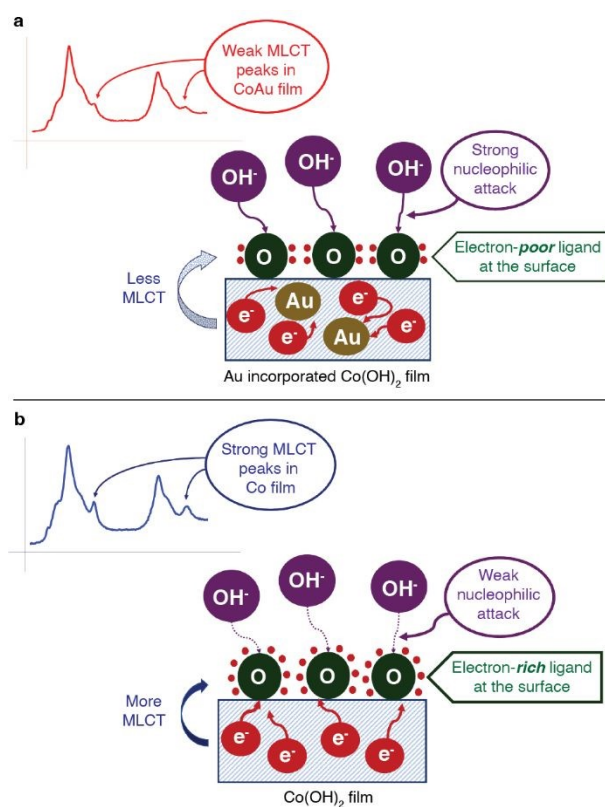 a
Weak MLCT
peaks in
CoAu film
OH-
OH-
OH-
Strong
nucleophilic
attack
O
O
O
Electron-poor ligand
at the surface
Less
MLCT
e-
Au
e-
e-
Au
e-
Au incorporated Co(OH)2 film
b
Strong MLCT
peaks in
Co film
OH-
OH-
OH-
Weak
nucleophilic
attack
O
O
O
Electron-rich ligand
at the surface
More
MLCT
e-
e-
e-
e-
Co(OH)2 film